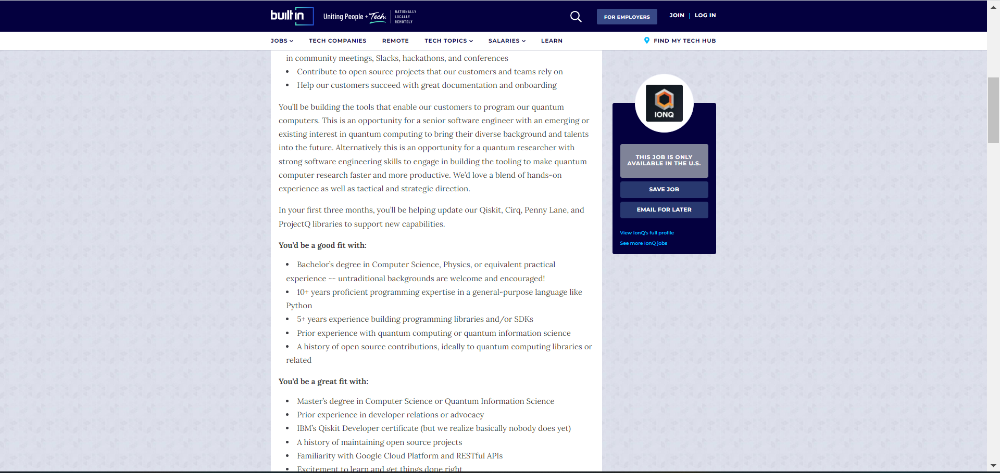 builtin
Uniting People + Tech.
NATIONALLY
LOCALLY
REMOTELY
FOR EMPLOYERS
JOIN | LOG IN
JOBS
TECH COMPANIES
REMOTE
TECH TOPICS
SALARIES
LEARN
FIND MY TECH HUB
in community meetings, Slacks, hackathons, and conferences
• Contribute to open source projects that our customers and teams rely on
• Help our customers succeed with great documentation and onboarding
You’ll be building the tools that enable our customers to program our quantum
computers. This is an opportunity for a senior software engineer with an emerging or
existing interest in quantum computing to bring their diverse background and talents
into the future. Alternatively this is an opportunity for a quantum researcher with
strong software engineering skills to engage in building the tooling to make quantum
computer research faster and more productive. We’d love a blend of hands-on
experience as well as tactical and strategic direction.
In your first three months, you’ll be helping update our Qiskit, Cirq, Penny Lane, and
ProjectQ libraries to support new capabilities.
You’d be a good fit with:
• Bachelor’s degree in Computer Science, Physics, or equivalent practical
experience -- untraditional backgrounds are welcome and encouraged!
• 10+ years proficient programming expertise in a general-purpose language like
Python
• 5+ years experience building programming libraries and/or SDKs
• Prior experience with quantum computing or quantum information science
• A history of open source contributions, ideally to quantum computing libraries or
related
You’d be a great fit with:
• Master’s degree in Computer Science or Quantum Information Science
• Prior experience in developer relations or advocacy
• IBM’s Qiskit Developer certificate (but we realize basically nobody does yet)
• A history of maintaining open source projects
• Familiarity with Google Cloud Platform and RESTful APIs
• Excitement to learn and get things done right
IONQ
THIS JOB IS ONLY
AVAILABLE IN THE U.S.
SAVE JOB
EMAIL FOR LATER
View IonQ's full profile
See more IonQ jobs